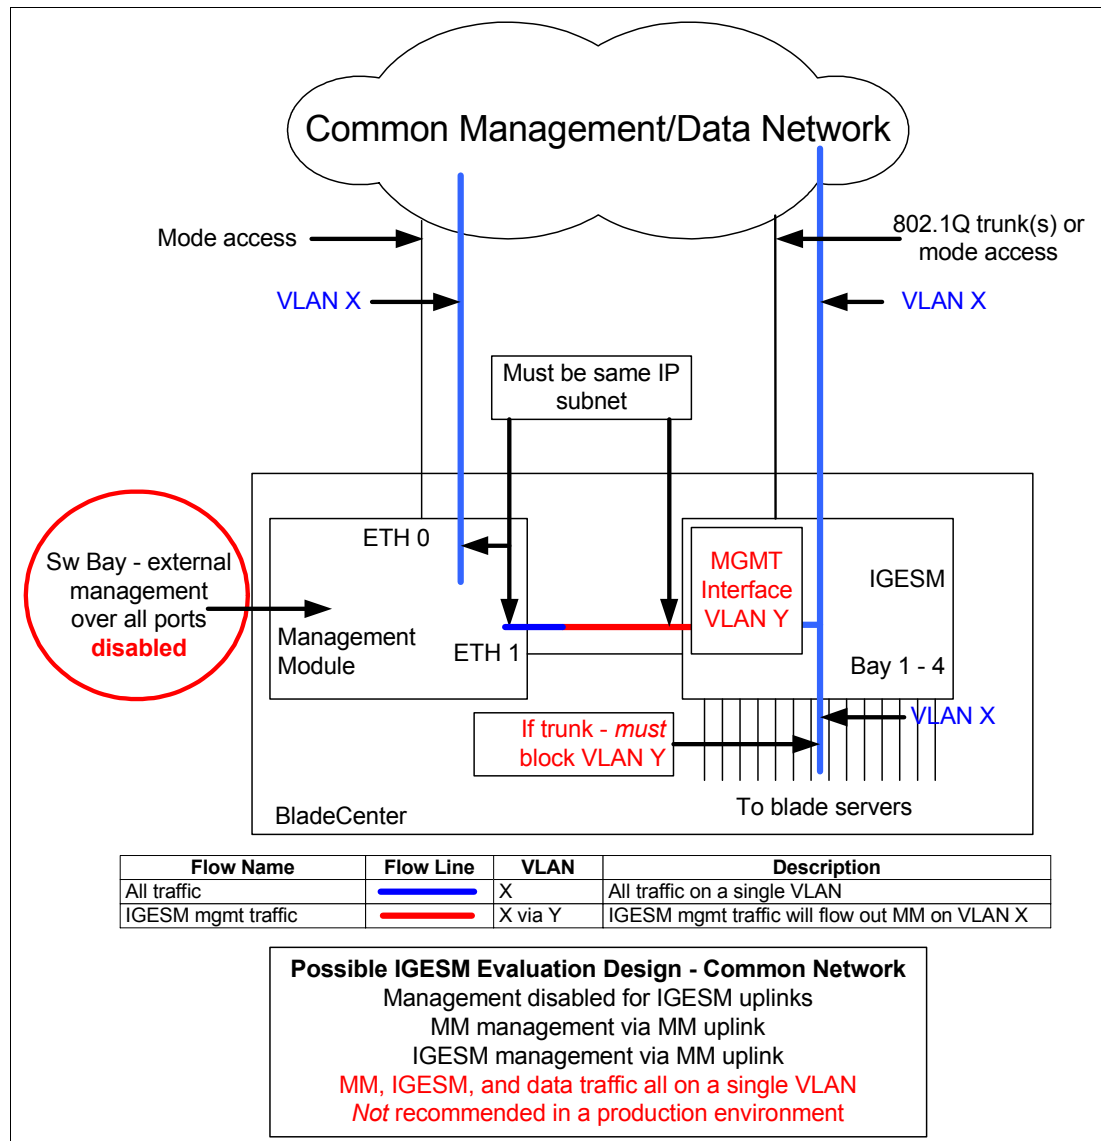 Common Management/Data Network
Mode access
802.1Q trunk(s) or
mode access
VLAN X
VLAN X
Must be same IP
subnet
ETH 0
Sw Bay - external
management
over all ports
disabled
MGMT
Interface
VLAN Y
IGESM
Management
Module
ETH 1
Bay 1 - 4
If trunk - must
block VLAN Y
VLAN X
To blade servers
BladeCenter
Flow Name Flow Line VLAN Description
All traffic X All traffic on a single VLAN
IGESM mgmt traffic X via Y IGESM mgmt traffic will flow out MM on VLAN X
Possible IGESM Evaluation Design - Common Network
Management disabled for IGESM uplinks
MM management via MM uplink
IGESM management via MM uplink
MM, IGESM, and data traffic all on a single VLAN
Not recommended in a production environment